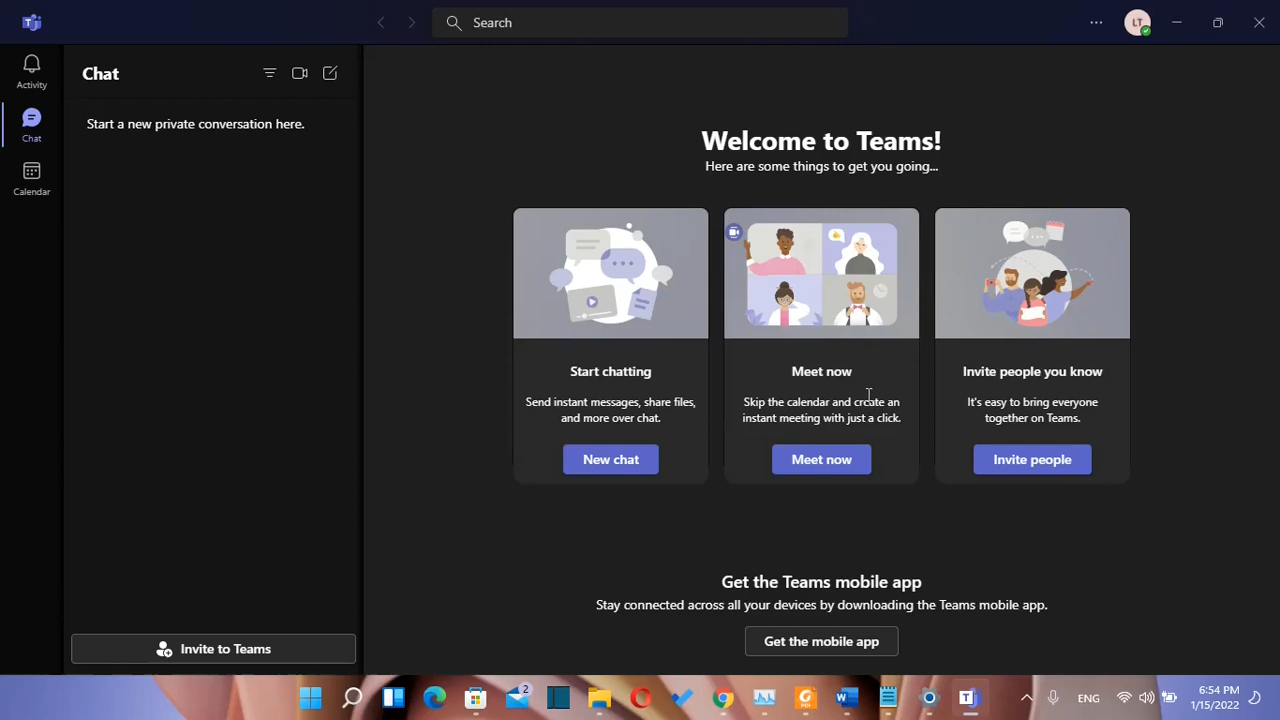 Search
LT
Activity
Chat
Calendar
Chat
Start a new private conversation here.
Invite to Teams
Welcome to Teams!
Here are some things to get you going...
Start chatting
Send instant messages, share files,
and more over chat.
New chat
Meet now
Skip the calendar and create an
instant meeting with just a click.
Meet now
Invite people you know
It's easy to bring everyone
together on Teams.
Invite people
Get the Teams mobile app
Stay connected across all your devices by downloading the Teams mobile app.
Get the mobile app
2
ENG
6:54 PM
1/15/2022